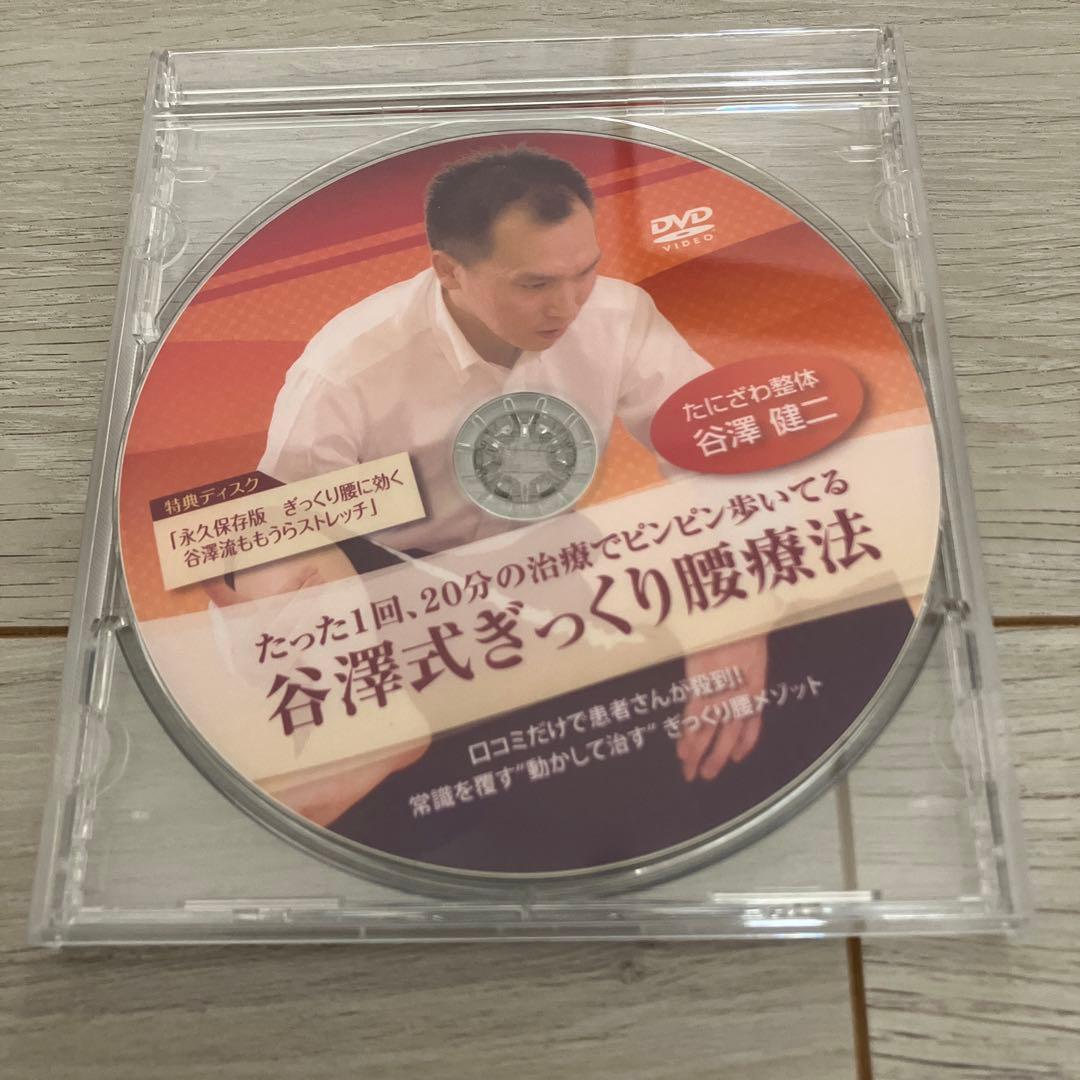 DVD
VIDEO
たにざわ整体
谷澤 健二
特典ディスク
「永久保存版 ぎっくり腰に効く
谷澤流ももうらストレッチ」
たった1回、20分の治療でピンピン歩いてる
谷澤式ぎっくり腰療法
口コミだけで患者さんが殺到!
常識を覆す"動かして治す"ぎっくり腰メゾット